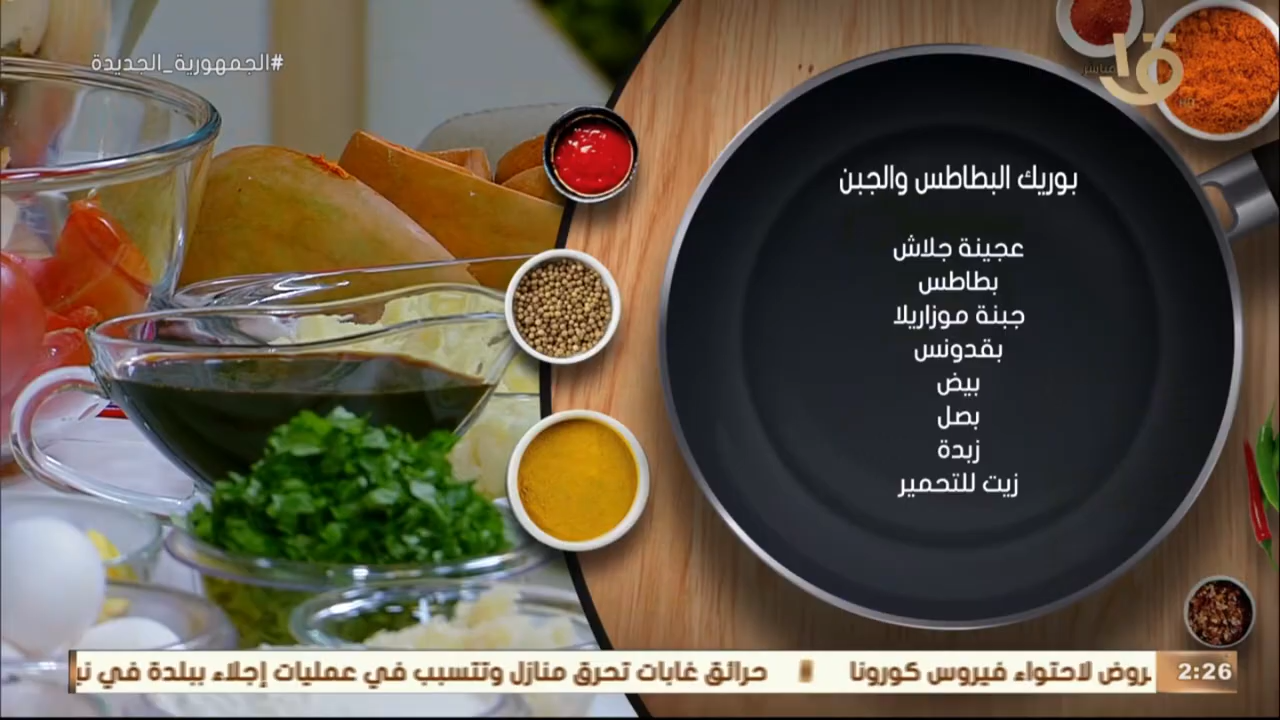 #الجمهورية_الجديدة
مباشر
بوريك البطاطس والجبن
عجينة جلاش
بطاطس
جبنة موزاريلا
بقدونس
بيض
بصل
زبدة
زيت للتحمير
2:26
لاحتواء فيروس كورونا
حرائق غابات تحرق منازل وتتسبب في عمليات إجلاء ببلدة في